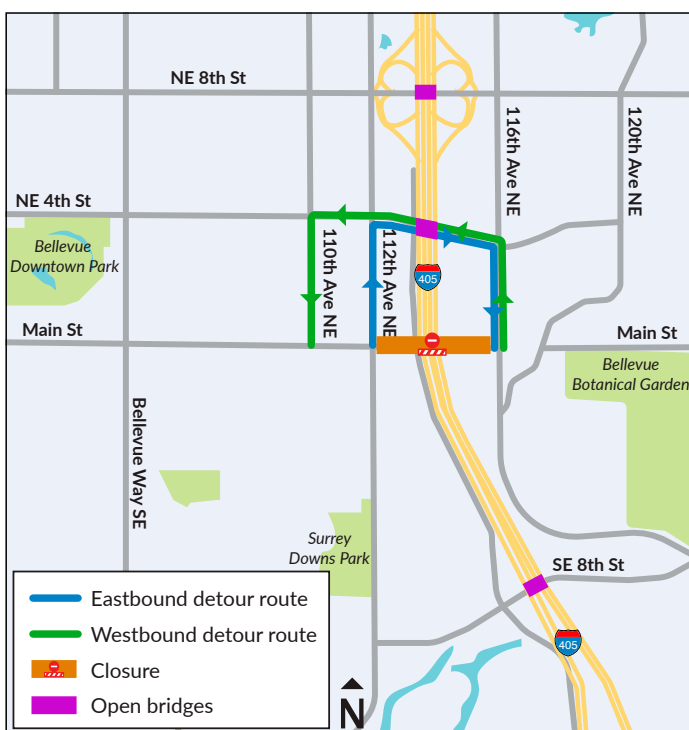 NE 8th St
116th Ave NE
120th Ave NE
NE 4th St
Bellevue
Downtown Park
110th Ave NE
112th Ave NE
405
Main St
Main St
Bellevue
Botanical Garden
Bellevue Way SE
Surrey
Downs Park
SE 8th St
405
Eastbound detour route
Westbound detour route
Closure
Open bridges
N